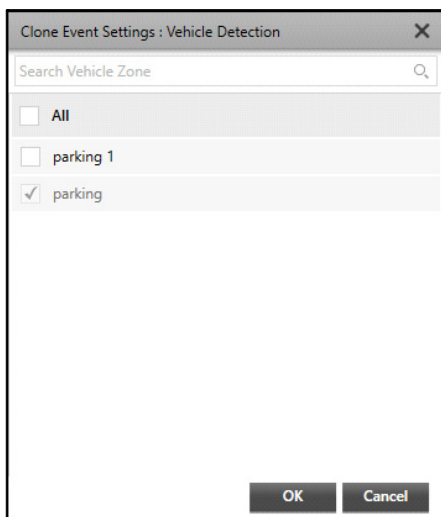 Clone Event Settings : Vehicle Detection
Search Vehicle Zone
All
parking 1
parking
OK Cancel